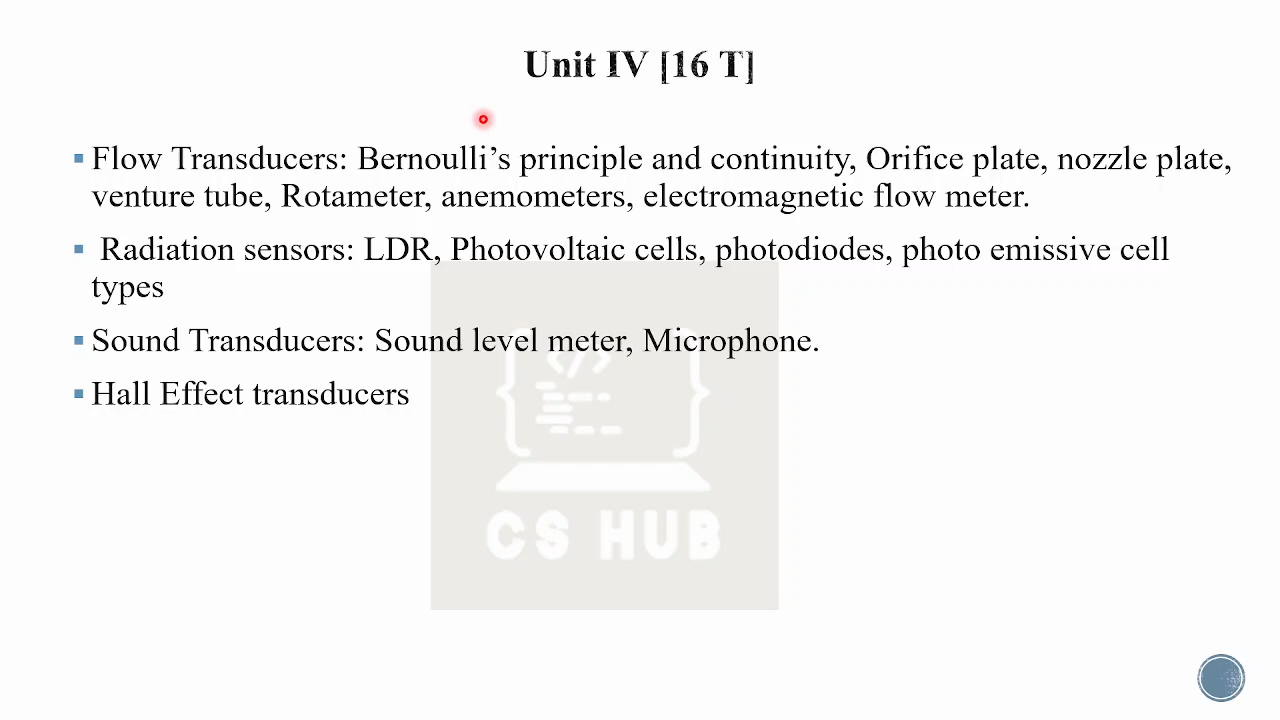 Unit IV [16 T]
Flow Transducers: Bernoulli’s principle and continuity, Orifice plate, nozzle plate,
venture tube, Rotameter, anemometers, electromagnetic flow meter.
Radiation sensors: LDR, Photovoltaic cells, photodiodes, photo emissive cell
types
Sound Transducers: Sound level meter, Microphone.
Hall Effect transducers
CS HUB